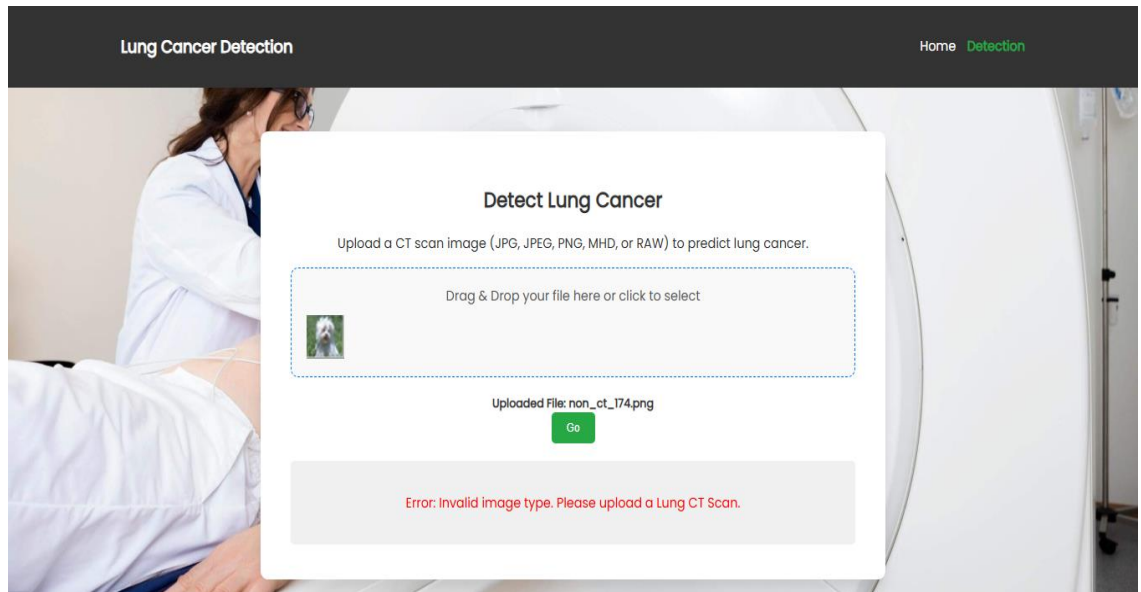 Lung Cancer Detection
Home Detection
Detect Lung Cancer
Upload a CT scan image (JPG, JPEG, PNG, MHD, or RAW) to predict lung cancer.
Drag & Drop your file here or click to select
Uploaded File: non_ct_174.png
Go
Error: Invalid image type. Please upload a Lung CT Scan.